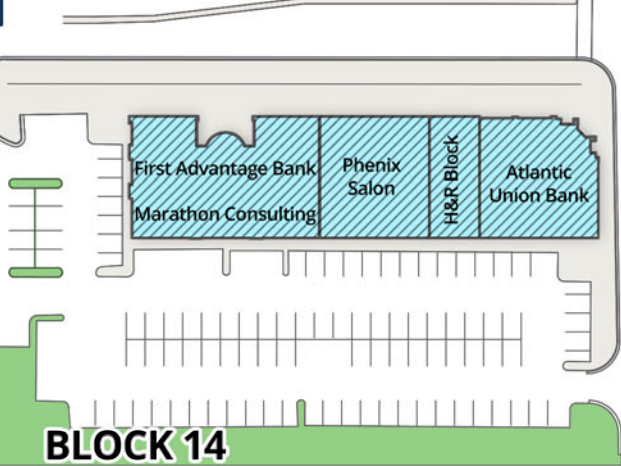 First Advantage Bank
Marathon Consulting
Phenix
Salon
H&R Block
Atlantic
Union Bank
BLOCK 14